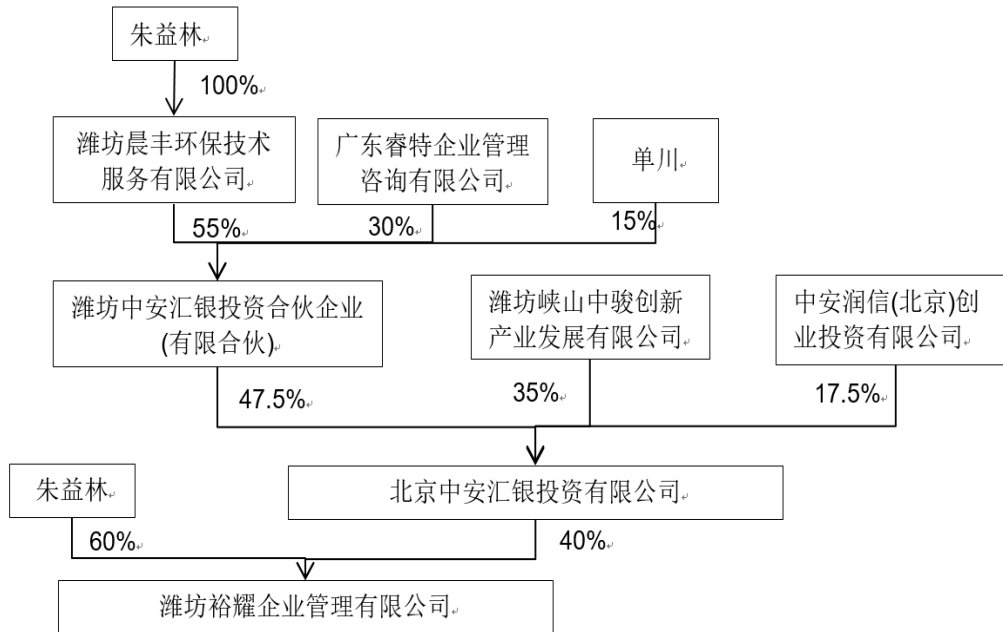 朱益林
100%
潍坊晨丰环保技术
服务有限公司
广东睿特企业管理
咨询有限公司
单川
55%
30%
15%
潍坊中安汇银投资合伙企业
(有限合伙)
潍坊峡山中骏创新
产业发展有限公司
中安润信(北京)创
业投资有限公司
47.5%
35%
17.5%
朱益林
北京中安汇银投资有限公司
60%
40%
潍坊裕耀企业管理有限公司